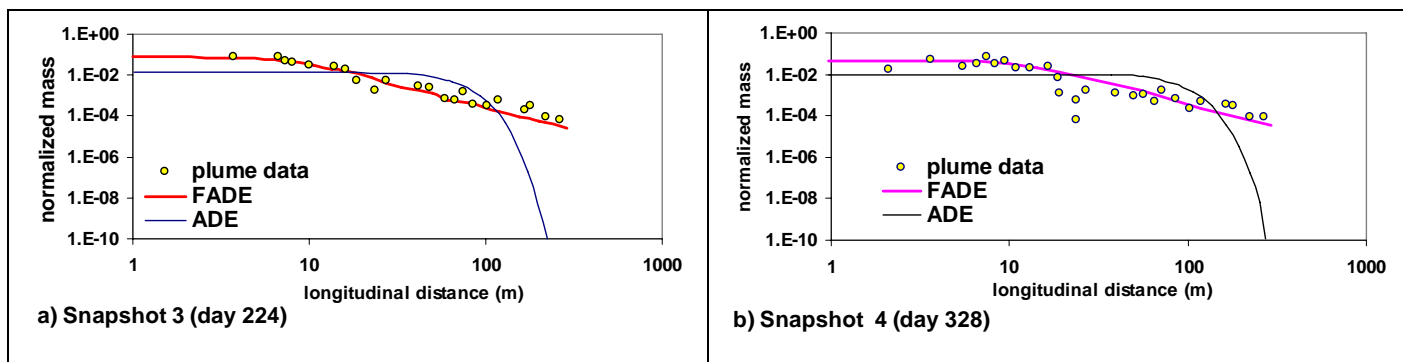 1.E+00
1.E-02
1.E-04
1.E-06
1.E-08
1.E-10
normalized mass
plume data
FADE
ADE
1 10 100 1000
longitudinal distance (m)
a) Snapshot 3 (day 224)
1.E+00
1.E-02
1.E-04
1.E-06
1.E-08
1.E-10
normalized mass
plume data
FADE
ADE
1 10 100 1000
longitudinal distance (m)
b) Snapshot 4 (day 328)